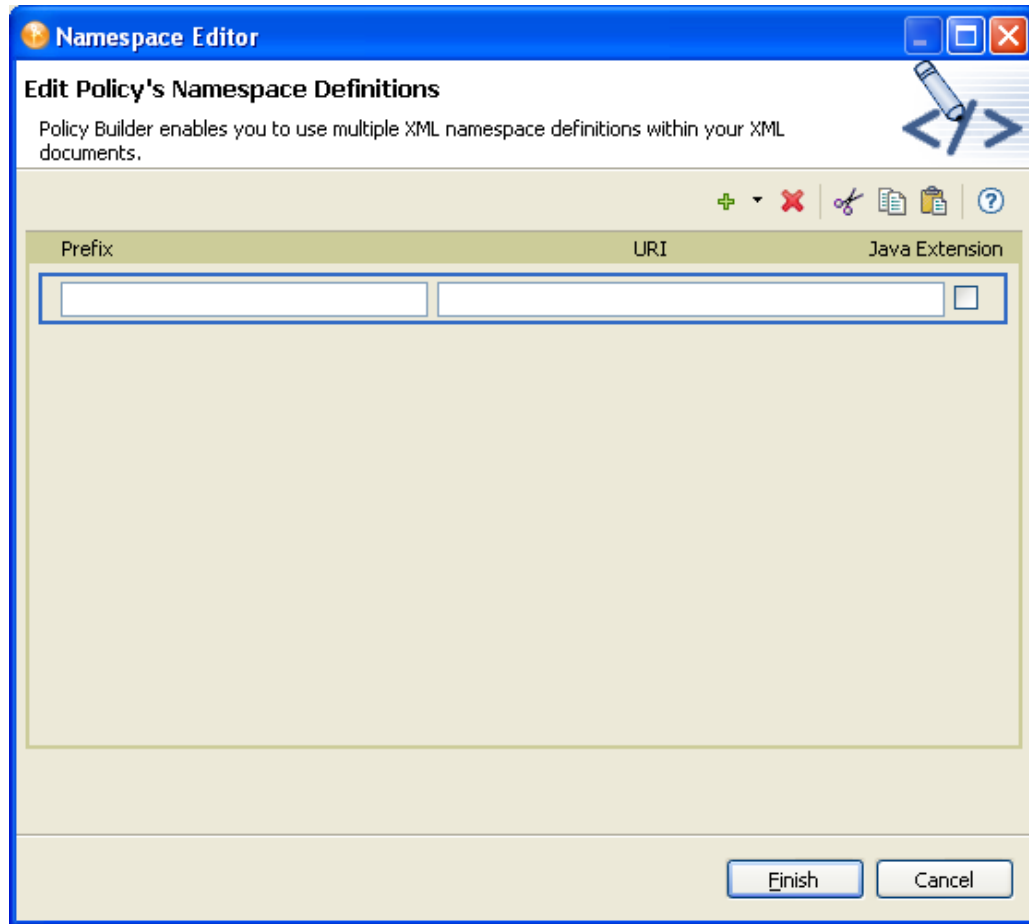 Namespace Editor
Edit Policy's Namespace Definitions
Policy Builder enables you to use multiple XML namespace definitions within your XML
documents.
Prefix URI Java Extension
Finish Cancel